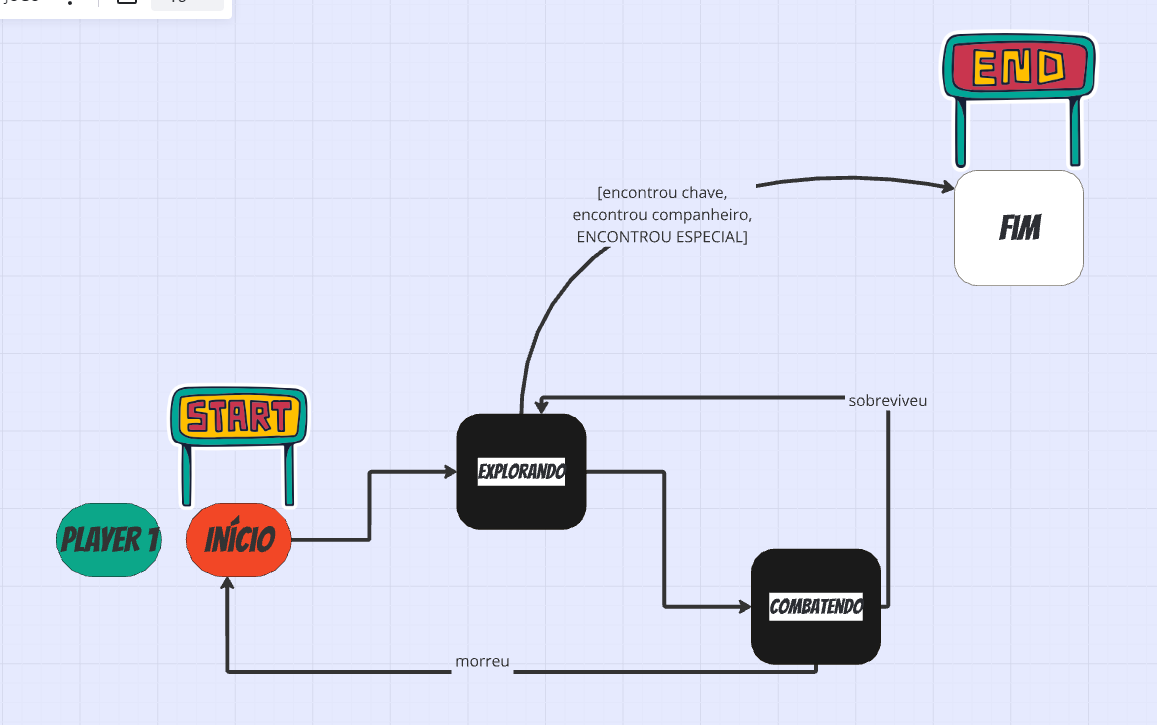 END
[encontrou chave,
encontrou companheiro,
ENCONTROU ESPECIAL]
FIM
START
sobreviveu
EXPLORANDO
PLAYER 1
INÍCIO
COMBATENDO
morreu